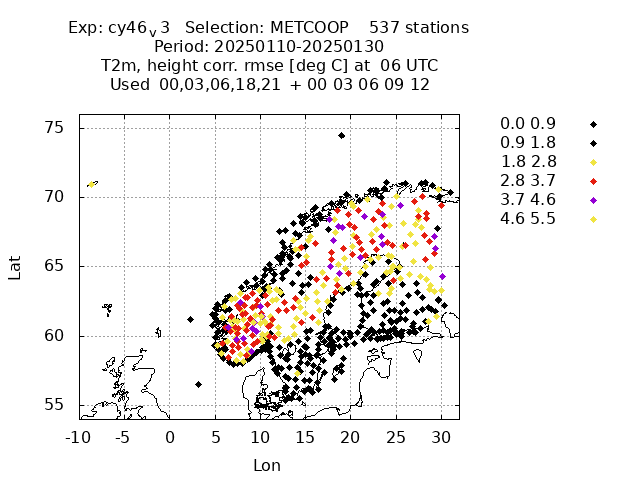 Exp: cy46v3 Selection: METCOOP 537 stations
Period: 20250110-20250130
T2m, height corr. rmse [deg C] at 06 UTC
Used 00,03,06,18,21 + 00 03 06 09 12
0.0 0.9
0.9 1.8
1.8 2.8
2.8 3.7
3.7 4.6
4.6 5.5
75
70
65
60
55
Lat
-10 -5 0 5 10 15 20 25 30
Lon